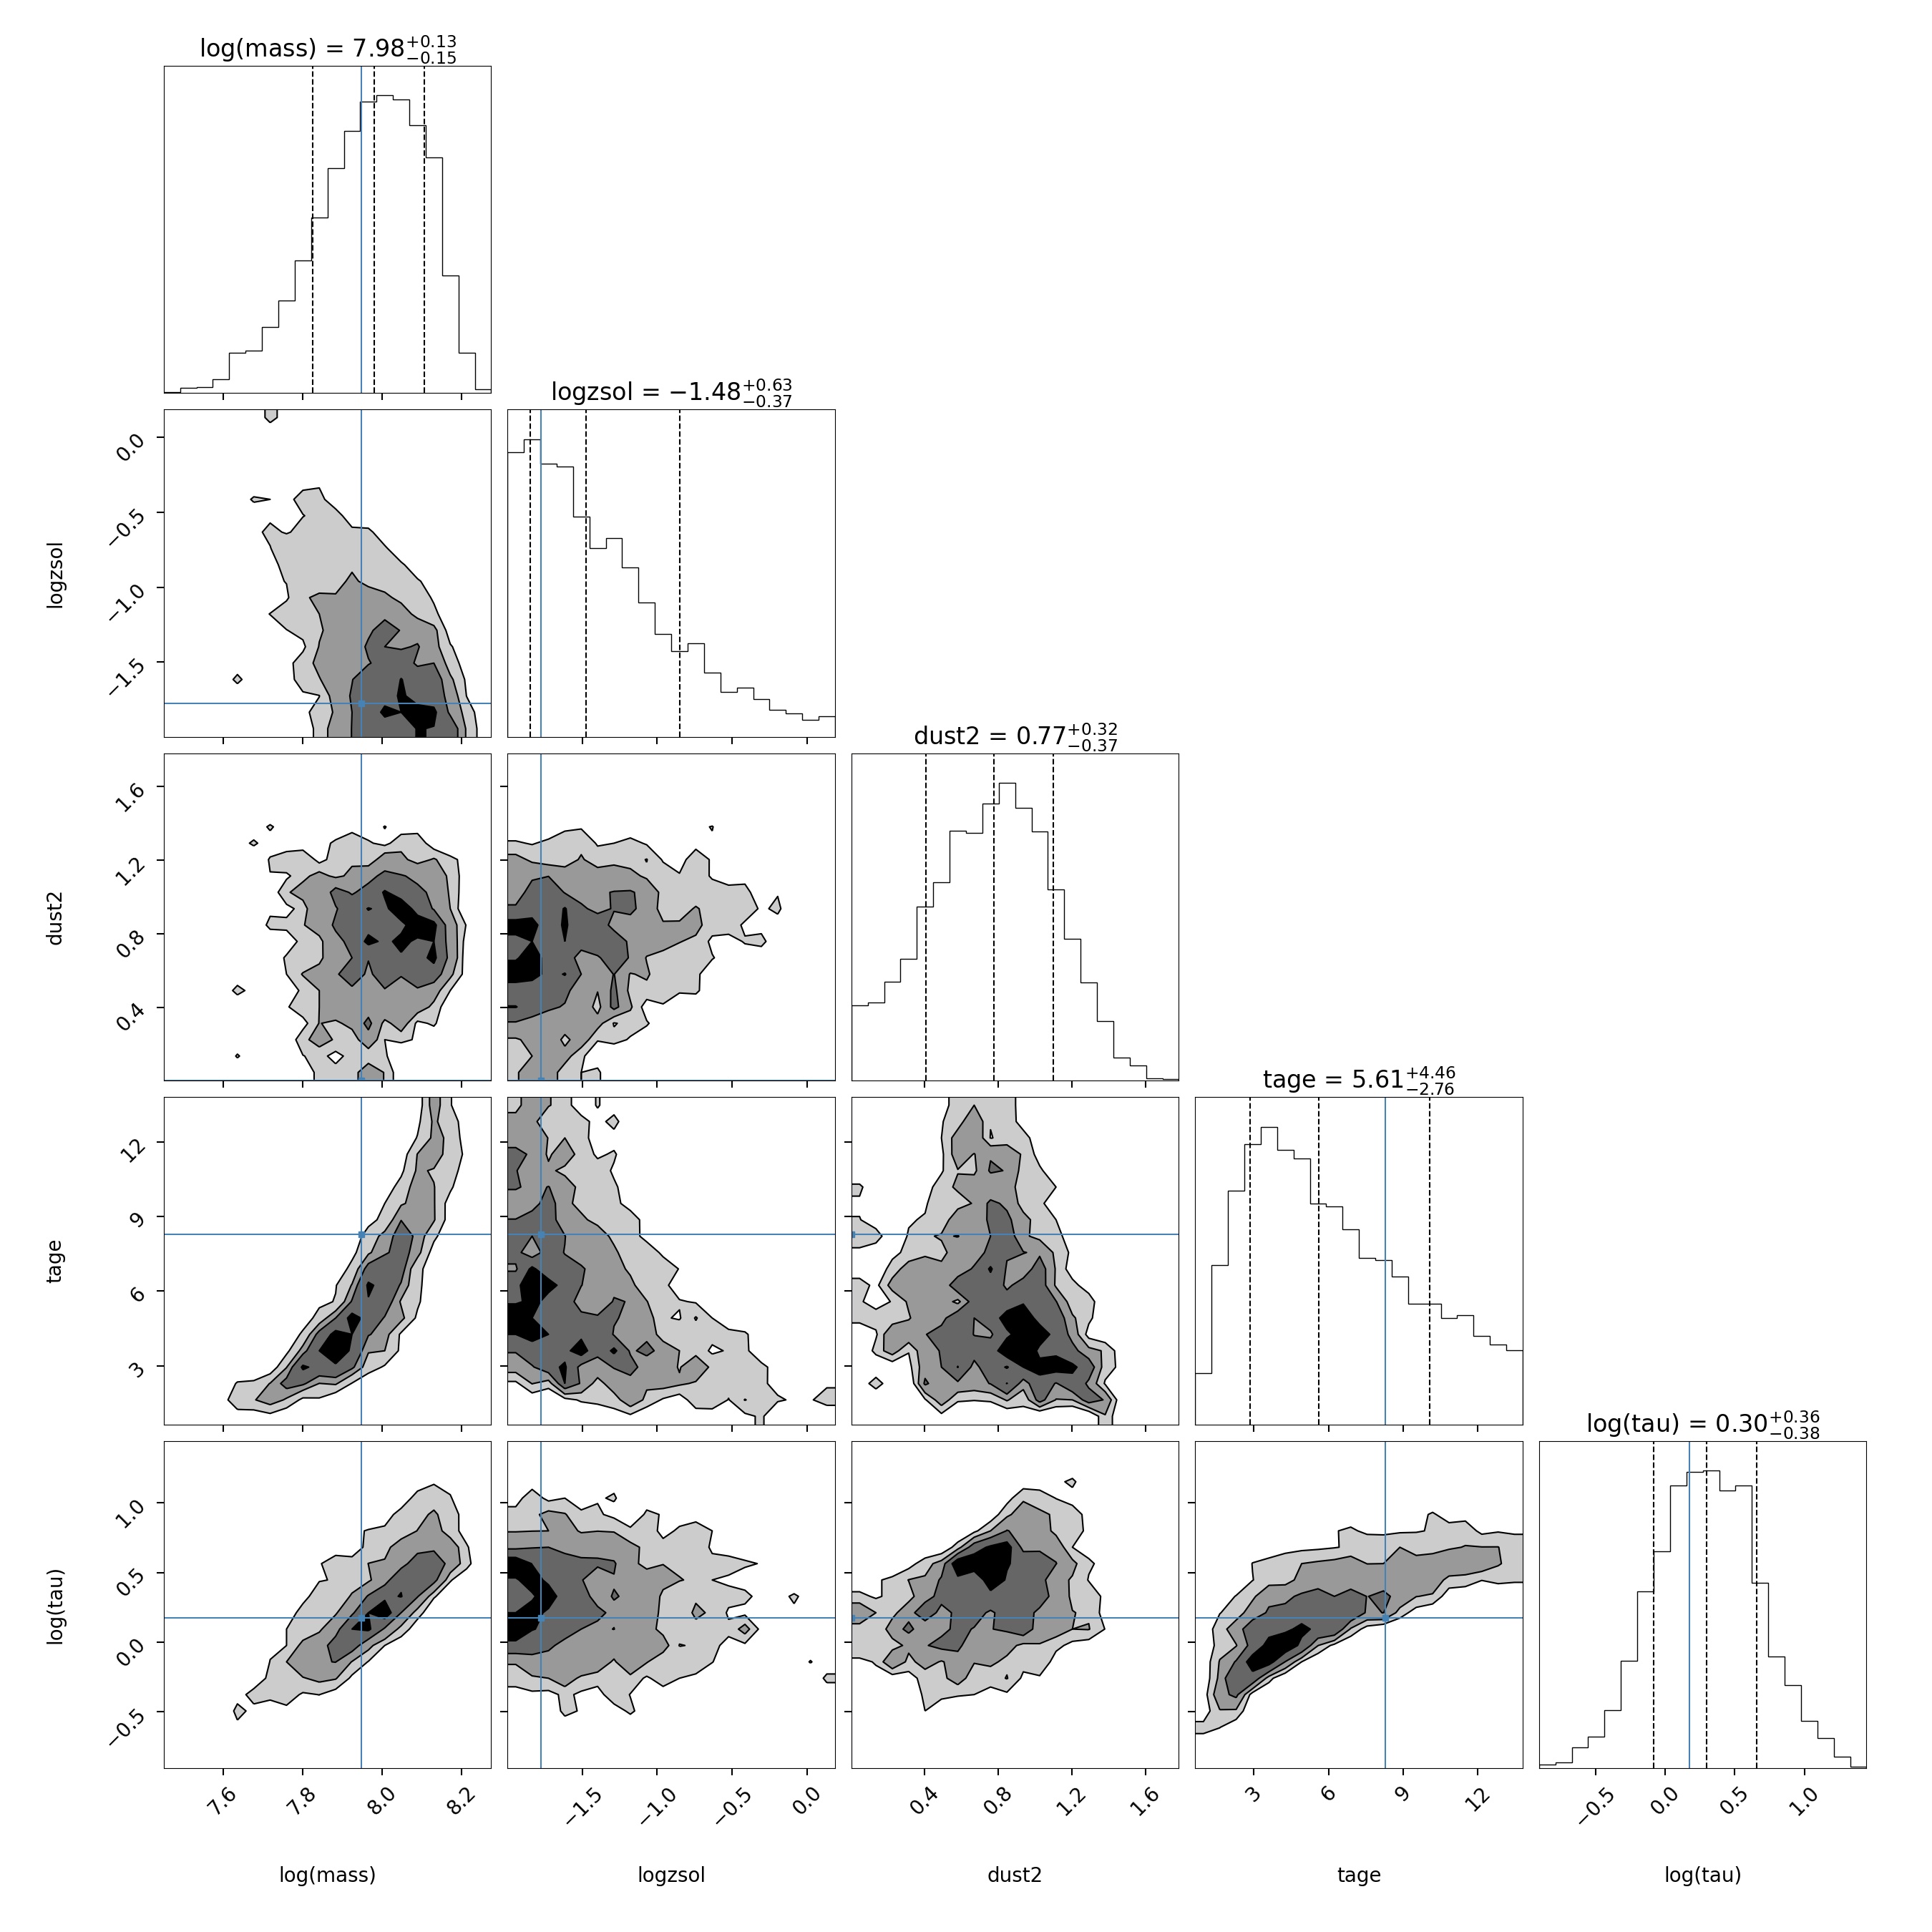 log(mass) = 7.98+0.13−0.15
logzsol = −1.48+0.63−0.37
0.0
−0.5
−1.0
−1.5
logzsol
dust2 = 0.77+0.32−0.37
1.6
1.2
0.8
0.4
dust2
tage = 5.61+4.46−2.76
12
9
6
3
tage
log(tau) = 0.30+0.36−0.38
1.0
0.5
0.0
−0.5
log(tau)
7.6 7.8 8.0 8.2 −1.5 −1.0 −0.5 0.0 0.4 0.8 1.2 1.6 3 6 9 12 −0.5 0.0 0.5 1.0
log(mass) logzsol dust2 tage log(tau)